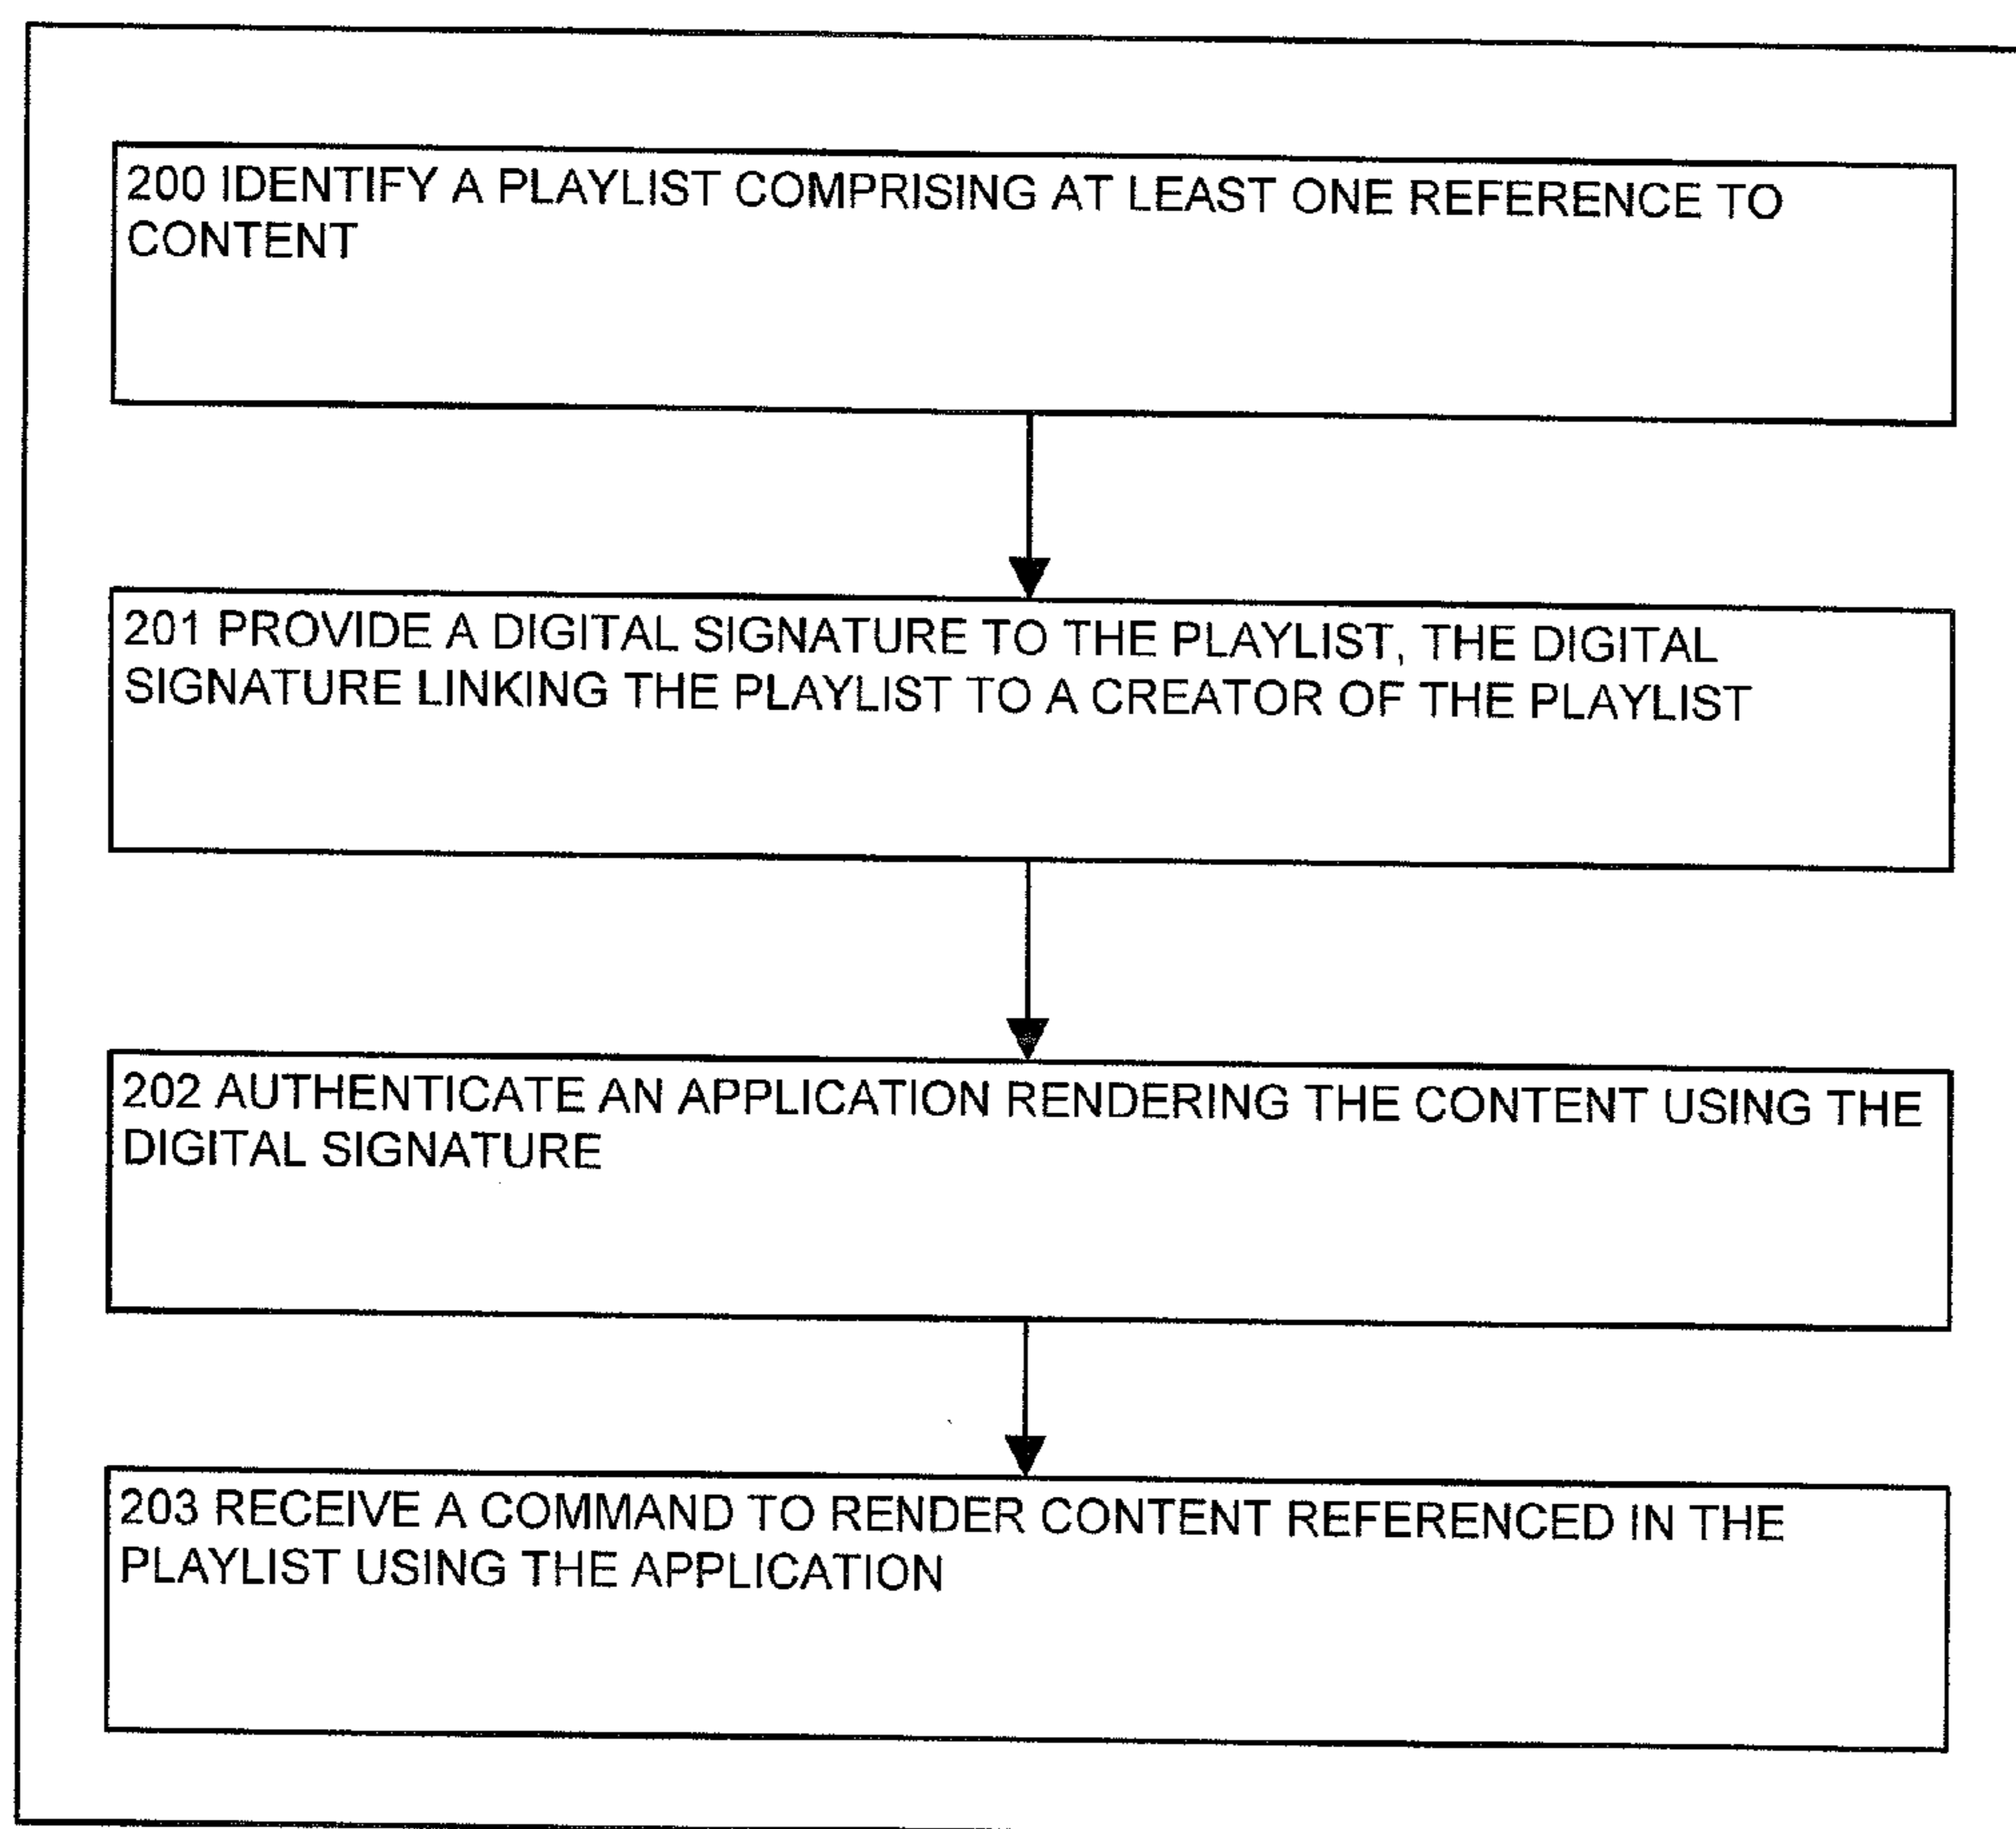 200 IDENTIFY A PLAYLIST COMPRISING AT LEAST ONE REFERENCE TO
CONTENT
201 PROVIDE A DIGITAL SIGNATURE TO THE PLAYLIST, THE DIGITAL
SIGNATURE LINKING THE PLAYLIST TO A CREATOR OF THE PLAYLIST
202 AUTHENTICATE AN APPLICATION RENDERING THE CONTENT USING THE
DIGITAL SIGNATURE
203 RECEIVE A COMMAND TO RENDER CONTENT REFERENCED IN THE
PLAYLIST USING THE APPLICATION